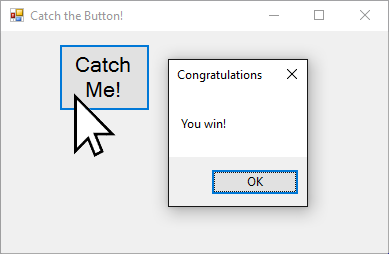 Catch the Button!
Catch
Me!
Congratulations
You win!
OK